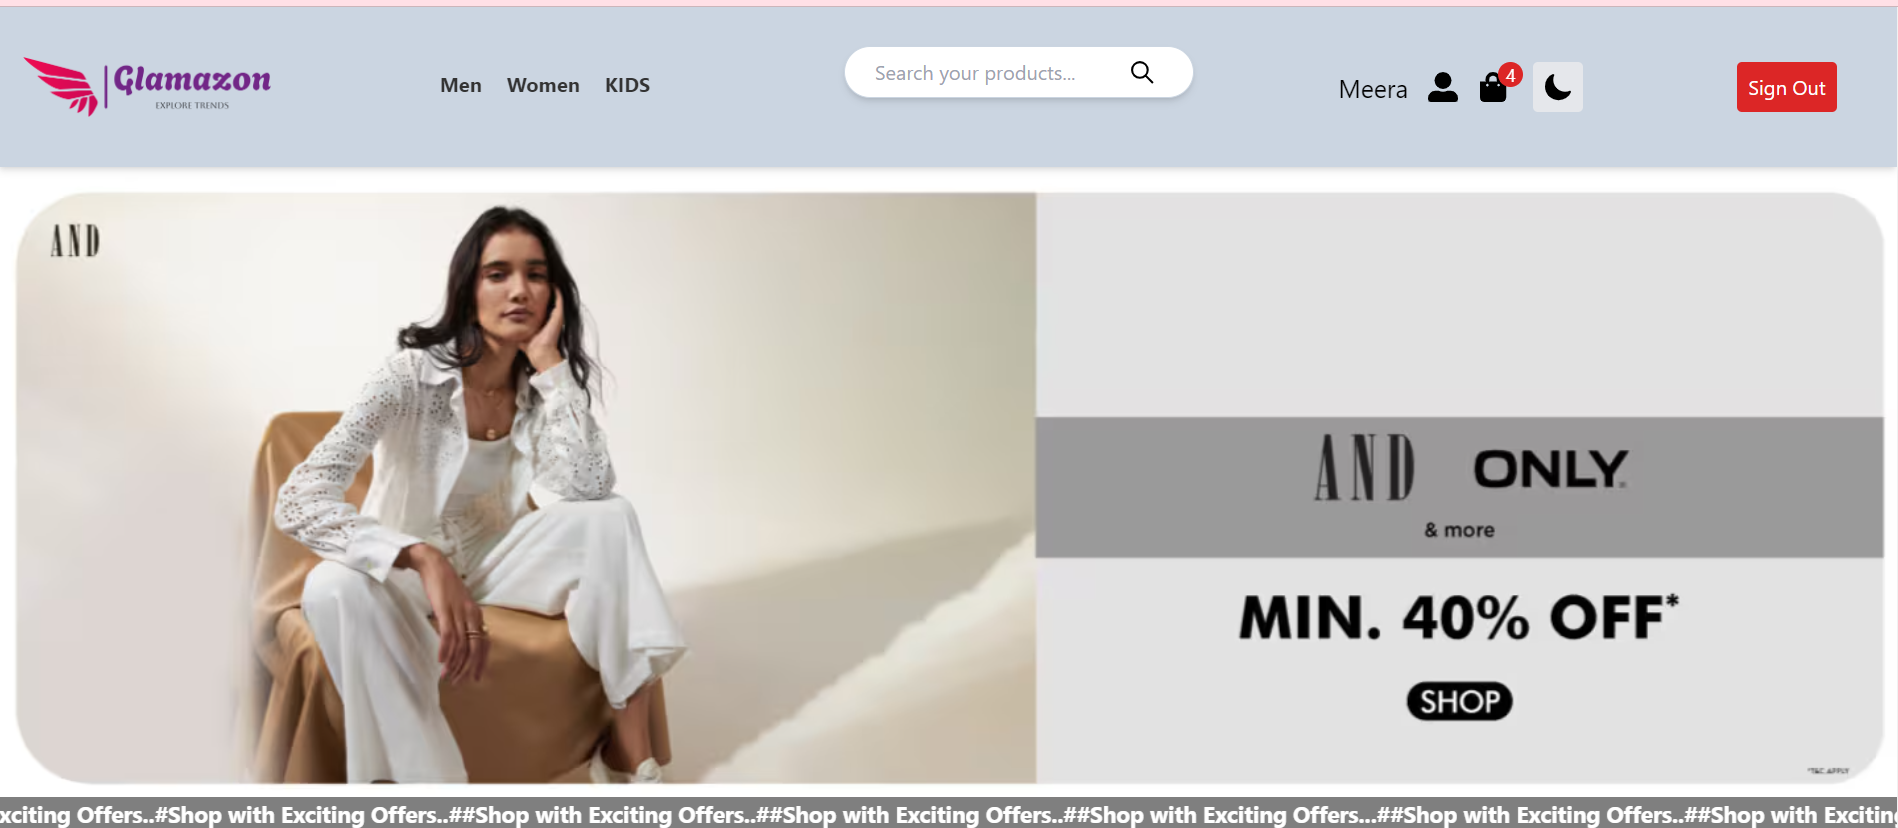 Glamazon
EXPLORE TRENDS
Men Women KIDS
Search your products...
Meera
4
Sign Out
AND
AND ONLY
& more
MIN. 40% OFF*
SHOP
*T&C APPLY
xciting Offers..#Shop with Exciting Offers..##Shop with Exciting Offers..##Shop with Exciting Offers..##Shop with Exciting Offers...##Shop with Exciting Offers..##Shop with Exciting